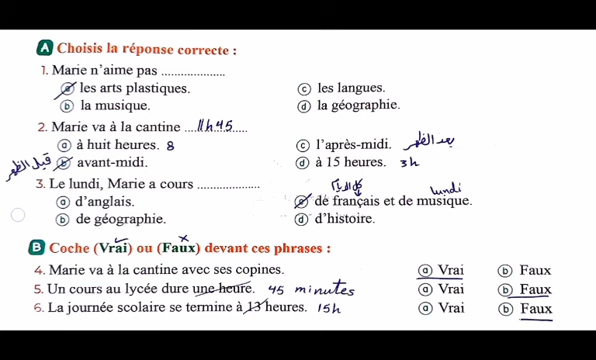 A Choisis la réponse correcte :
1. Marie n'aime pas ....................
a les arts plastiques.
c les langues.
b la musique.
d la géographie.
2. Marie va à la cantine ....11h45.....
a à huit heures. 8
c l'après-midi. بعد الظهر
قبل الظهر b avant-midi.
d à 15 heures. 3h
3. Le lundi, Marie a cours ....................
lundi
a d'anglais.
c de français et de musique.
b de géographie.
d d'histoire.
B Coche (Vrai) ou (Faux) devant ces phrases :
4. Marie va à la cantine avec ses copines. a Vrai b Faux
5. Un cours au lycée dure une heure. 45 minutes a Vrai b Faux
6. La journée scolaire se termine à 13 heures. 15h a Vrai b Faux